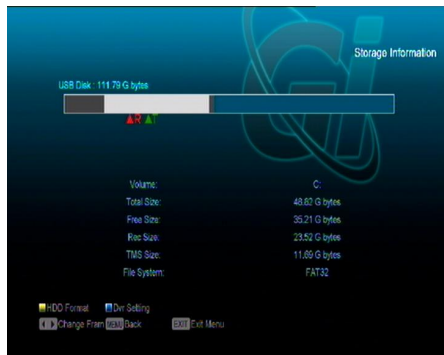 Storage Information
USB Disk : 111.79 G bytes
R T
Volume: C:
Total Size: 48.82 G bytes
Free Size: 35.21 G bytes
Rec Size: 23.52 G bytes
TMS Size: 11.69 G bytes
File System: FAT32
HDD Format Dvr Setting
Change Fram MENU Back EXIT Exit Menu